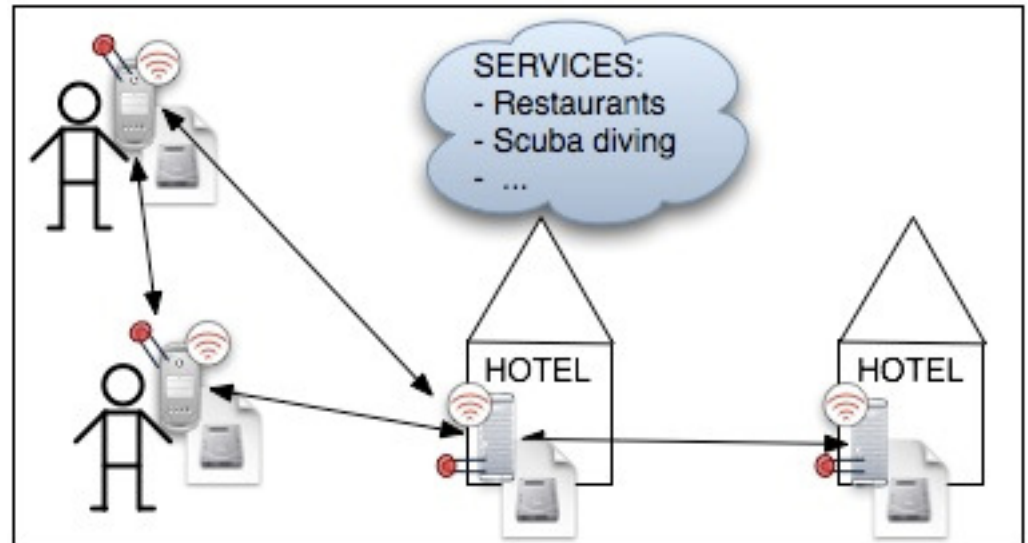 SERVICES:
- Restaurants
- Scuba diving
- ...
HOTEL
HOTEL